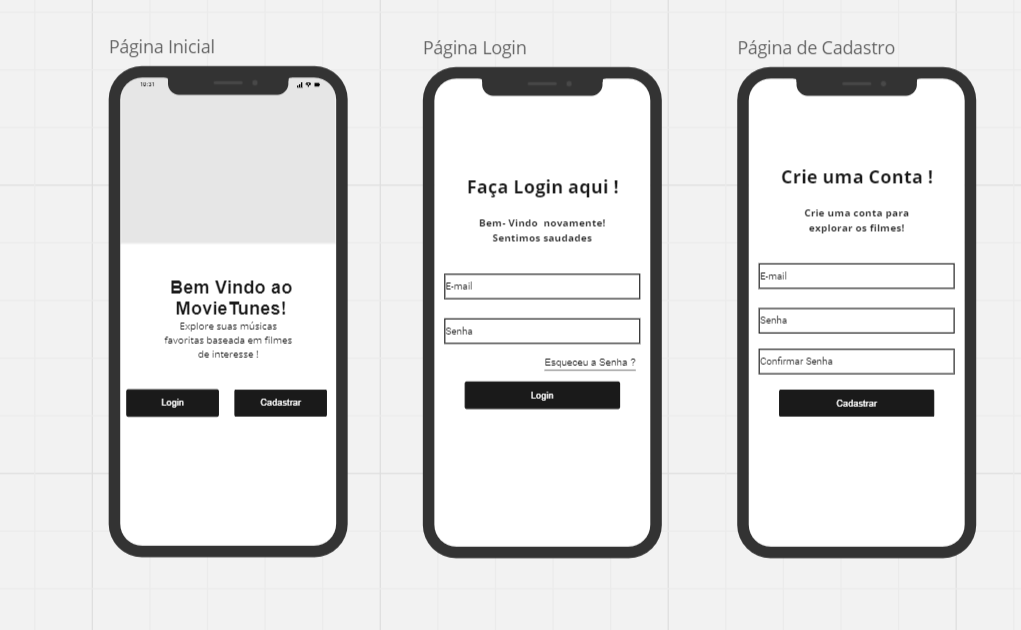 Página Inicial
Página Login
Página de Cadastro
Bem Vindo ao
MovieTunes!
Explore suas músicas
favoritas baseada em filmes
de interesse !
Login
Cadastrar
Faça Login aqui !
Bem- Vindo novamente!
Sentimos saudades
E-mail
Senha
Esqueceu a Senha ?
Login
Crie uma Conta !
Crie uma conta para
explorar os filmes!
E-mail
Senha
Confirmar Senha
Cadastrar